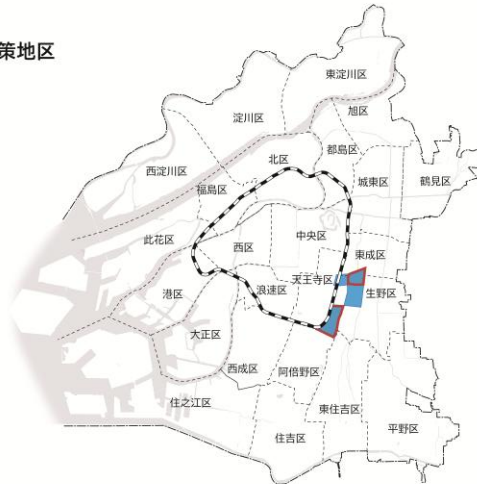 策地区
東淀川区
淀川区
旭区
都島区
北区
西淀川区
福島区
城東区
鶴見区
此花区
西区
中央区
東成区
天王寺区
生野区
港区
浪速区
大正区
西成区
阿倍野区
住之江区
東住吉区
平野区
住吉区